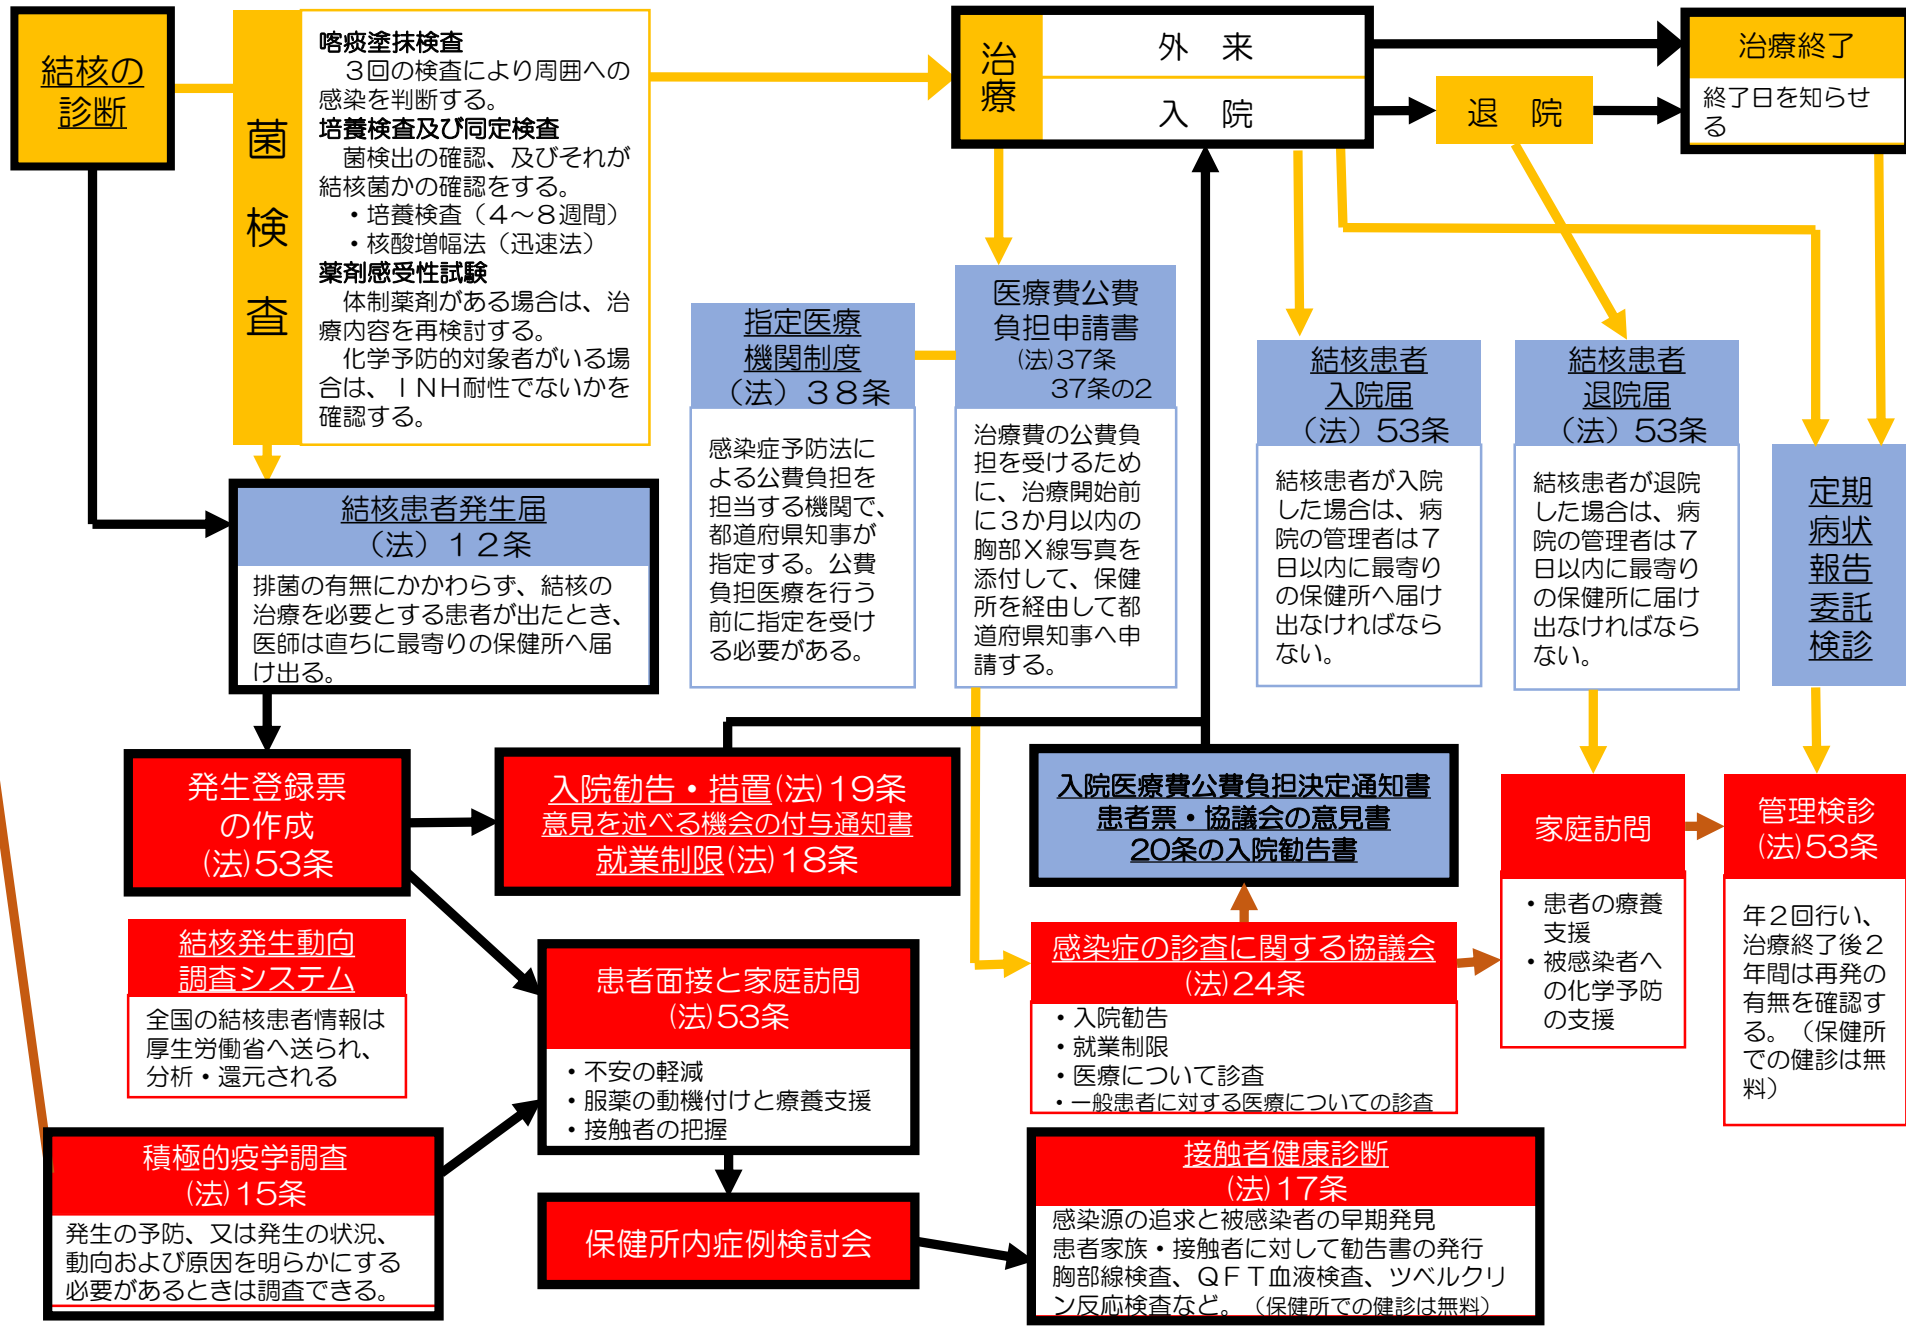 結核の
診断
菌
検
査
喀痰塗抹検査
３回の検査により周囲への
感染を判断する。
培養検査及び同定検査
菌検出の確認、及びそれが
結核菌かの確認をする。
・培養検査（４～８週間）
・核酸増幅法（迅速法）
薬剤感受性試験
体制薬剤がある場合は、治
療内容を再検討する。
化学予防的対象者がいる場
合は、ＩＮＨ耐性でないかを
確認する。
治
療
外　来
入　院
退　院
治療終了
終了日を知らせ
る
結核患者発生届
（法）１２条
排菌の有無にかかわらず、結核の
治療を必要とする患者が出たとき、
医師は直ちに最寄りの保健所へ届
け出る。
指定医療
機関制度
（法）３８条
感染症予防法に
よる公費負担を
担当する機関で、
都道府県知事が
指定する。公費
負担医療を行う
前に指定を受け
る必要がある。
医療費公費
負担申請書
(法)37条
37条の2
治療費の公費負
担を受けるため
に、治療開始前
に３か月以内の
胸部Ｘ線写真を
添付して、保健
所を経由して都
道府県知事へ申
請する。
結核患者
入院届
（法）53条
結核患者が入院
した場合は、病
院の管理者は７
日以内に最寄り
の保健所へ届け
出なければなら
ない。
結核患者
退院届
（法）53条
結核患者が退院
した場合は、病
院の管理者は７
日以内に最寄り
の保健所に届け
出なければなら
ない。
定期
病状
報告
委託
検診
発生登録票
の作成
(法)53条
入院勧告・措置(法)19条
意見を述べる機会の付与通知書
就業制限(法)18条
入院医療費公費負担決定通知書
患者票・協議会の意見書
20条の入院勧告書
家庭訪問
・患者の療養
支援
・被感染者へ
の化学予防
の支援
管理検診
(法)53条
年２回行い、
治療終了後２
年間は再発の
有無を確認す
る。（保健所
での健診は無
料）
結核発生動向
調査システム
全国の結核患者情報は
厚生労働省へ送られ、
分析・還元される
患者面接と家庭訪問
(法)53条
・不安の軽減
・服薬の動機付けと療養支援
・接触者の把握
感染症の診査に関する協議会
(法)24条
・入院勧告
・就業制限
・医療について診査
・一般患者に対する医療についての診査
積極的疫学調査
(法)15条
発生の予防、又は発生の状況、
動向および原因を明らかにする
必要があるときは調査できる。
保健所内症例検討会
接触者健康診断
(法)17条
感染源の追求と被感染者の早期発見
患者家族・接触者に対して勧告書の発行
胸部線検査、ＱＦＴ血液検査、ツベルクリ
ン反応検査など。（保健所での健診は無料）